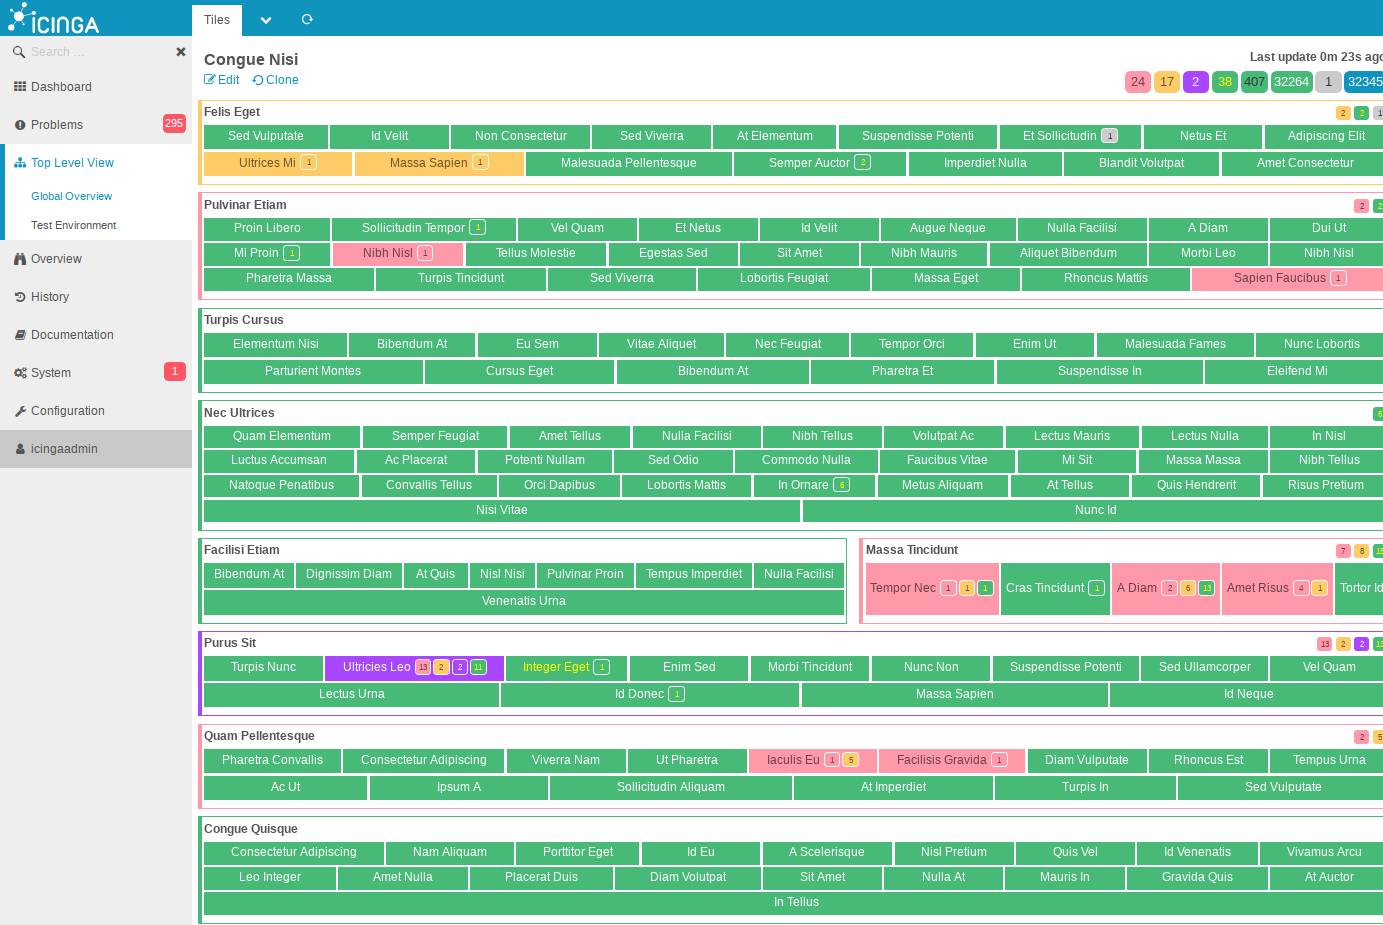 icinga
Tiles
Search ...
Dashboard
Problems 295
Top Level View
Global Overview
Test Environment
Overview
History
Documentation
System 1
Configuration
icingaadmin
Congue Nisi
Last update 0m 23s ago
Edit Clone
24 17 2 38 407 32264 1 32345
Felis Eget 2 2 1
Sed Vulputate Id Velit Non Consectetur Sed Viverra At Elementum Suspendisse Potenti Et Sollicitudin 1 Netus Et Adipiscing Elit
Ultrices Mi 1 Massa Sapien 1 Malesuada Pellentesque Semper Auctor 2 Imperdiet Nulla Blandit Volutpat Amet Consectetur
Pulvinar Etiam 2 2
Proin Libero Sollicitudin Tempor 1 Vel Quam Et Netus Id Velit Augue Neque Nulla Facilisi A Diam Dui Ut
Mi Proin 1 Nibh Nisl 1 Tellus Molestie Egestas Sed Sit Amet Nibh Mauris Aliquet Bibendum Morbi Leo Nibh Nisl
Pharetra Massa Turpis Tincidunt Sed Viverra Lobortis Feugiat Massa Eget Rhoncus Mattis Sapien Faucibus 1
Turpis Cursus
Elementum Nisi Bibendum At Eu Sem Vitae Aliquet Nec Feugiat Tempor Orci Enim Ut Malesuada Fames Nunc Lobortis
Parturient Montes Cursus Eget Bibendum At Pharetra Et Suspendisse In Eleifend Mi
Nec Ultrices 6
Quam Elementum Semper Feugiat Amet Tellus Nulla Facilisi Nibh Tellus Volutpat Ac Lectus Mauris Lectus Nulla In Nisl
Luctus Accumsan Ac Placerat Potenti Nullam Sed Odio Commodo Nulla Faucibus Vitae Mi Sit Massa Massa Nibh Tellus
Natoque Penatibus Convallis Tellus Orci Dapibus Lobortis Mattis In Ornare 6 Metus Aliquam At Tellus Quis Hendrerit Risus Pretium
Nisi Vitae Nunc Id
Facilisi Etiam
Bibendum At Dignissim Diam At Quis Nisl Nisi Pulvinar Proin Tempus Imperdiet Nulla Facilisi
Venenatis Urna
Massa Tincidunt 7 8 15
Tempor Nec 1 1 1 Cras Tincidunt 1 A Diam 2 6 13 Amet Risus 4 1 Tortor Id
Purus Sit 13 2 2 13
Turpis Nunc Ultricies Leo 13 2 2 11 Integer Eget 1 Enim Sed Morbi Tincidunt Nunc Non Suspendisse Potenti Sed Ullamcorper Vel Quam
Lectus Urna Id Donec 1 Massa Sapien Id Neque
Quam Pellentesque 2 5
Pharetra Convallis Consectetur Adipiscing Viverra Nam Ut Pharetra Iaculis Eu 1 5 Facilisis Gravida 1 Diam Vulputate Rhoncus Est Tempus Urna
Ac Ut Ipsum A Sollicitudin Aliquam At Imperdiet Turpis In Sed Vulputate
Congue Quisque
Consectetur Adipiscing Nam Aliquam Porttitor Eget Id Eu A Scelerisque Nisl Pretium Quis Vel Id Venenatis Vivamus Arcu
Leo Integer Amet Nulla Placerat Duis Diam Volutpat Sit Amet Nulla At Mauris In Gravida Quis At Auctor
In Tellus